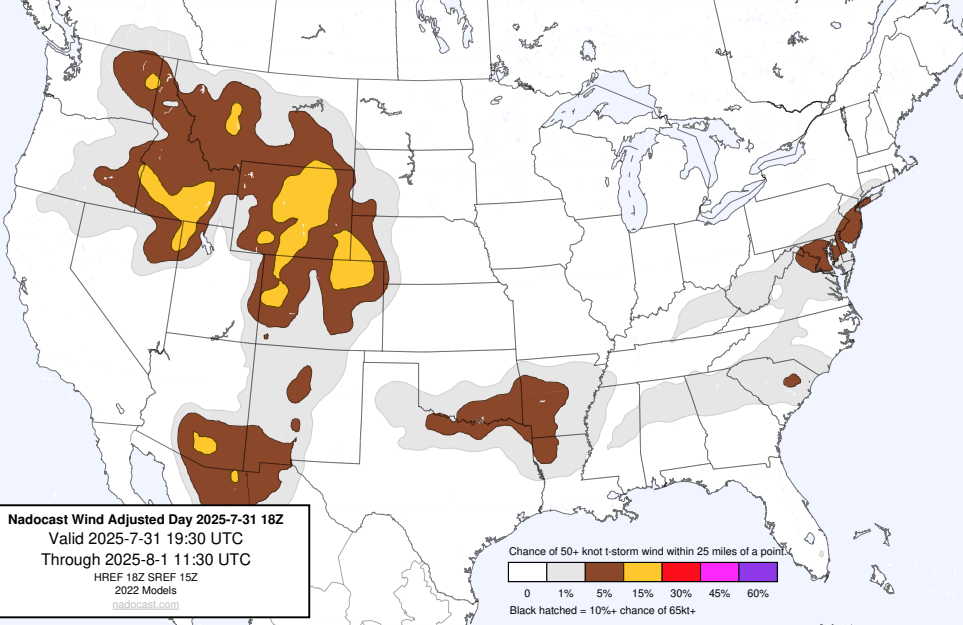 Nadocast Wind Adjusted Day 2025-7-31 18Z
Valid 2025-7-31 19:30 UTC
Through 2025-8-1 11:30 UTC
HREF 18Z SREF 15Z
2022 Models
nadocast.com
Chance of 50+ knot t-storm wind within 25 miles of a point.
0 1% 5% 15% 30% 45% 60%
Black hatched = 10%+ chance of 65kt+